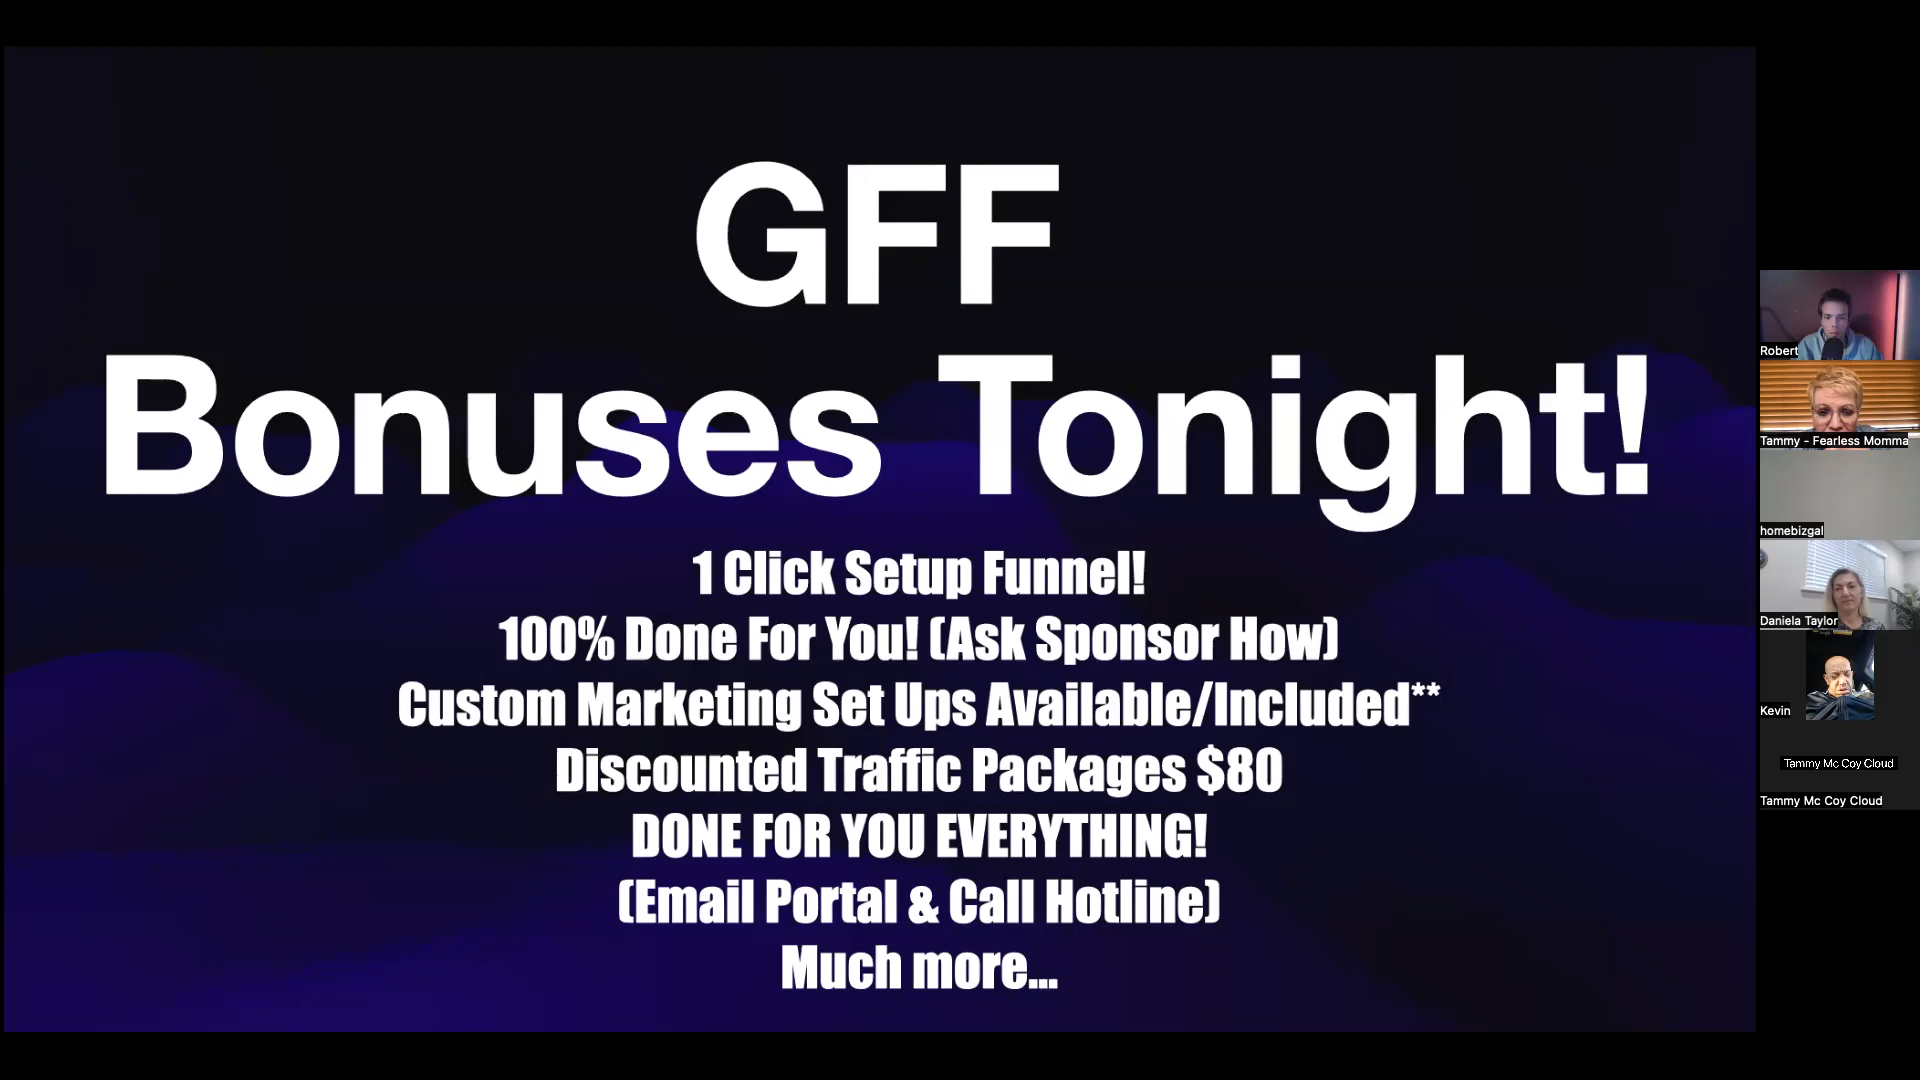 GFF
Bonuses Tonight!
1 Click Setup Funnel!
100% Done For You! (Ask Sponsor How)
Custom Marketing Set Ups Available/Included**
Discounted Traffic Packages $80
DONE FOR YOU EVERYTHING!
(Email Portal & Call Hotline)
Much more...
Robert
Tammy - Fearless Momma
homebizgal
Daniela Taylor
Kevin
Tammy Mc Coy Cloud
Tammy Mc Coy Cloud